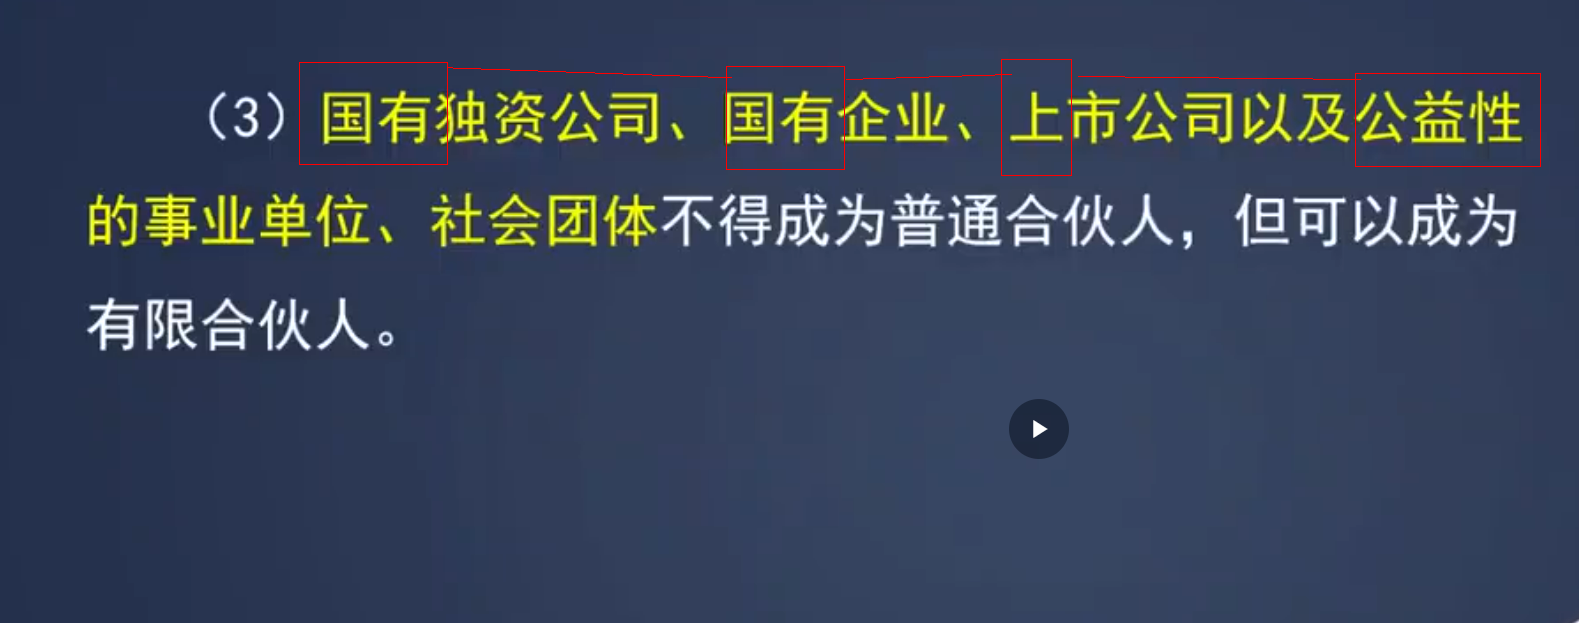 （3）国有独资公司、国有企业、上市公司以及公益性
的事业单位、社会团体不得成为普通合伙人，但可以成为
有限合伙人。